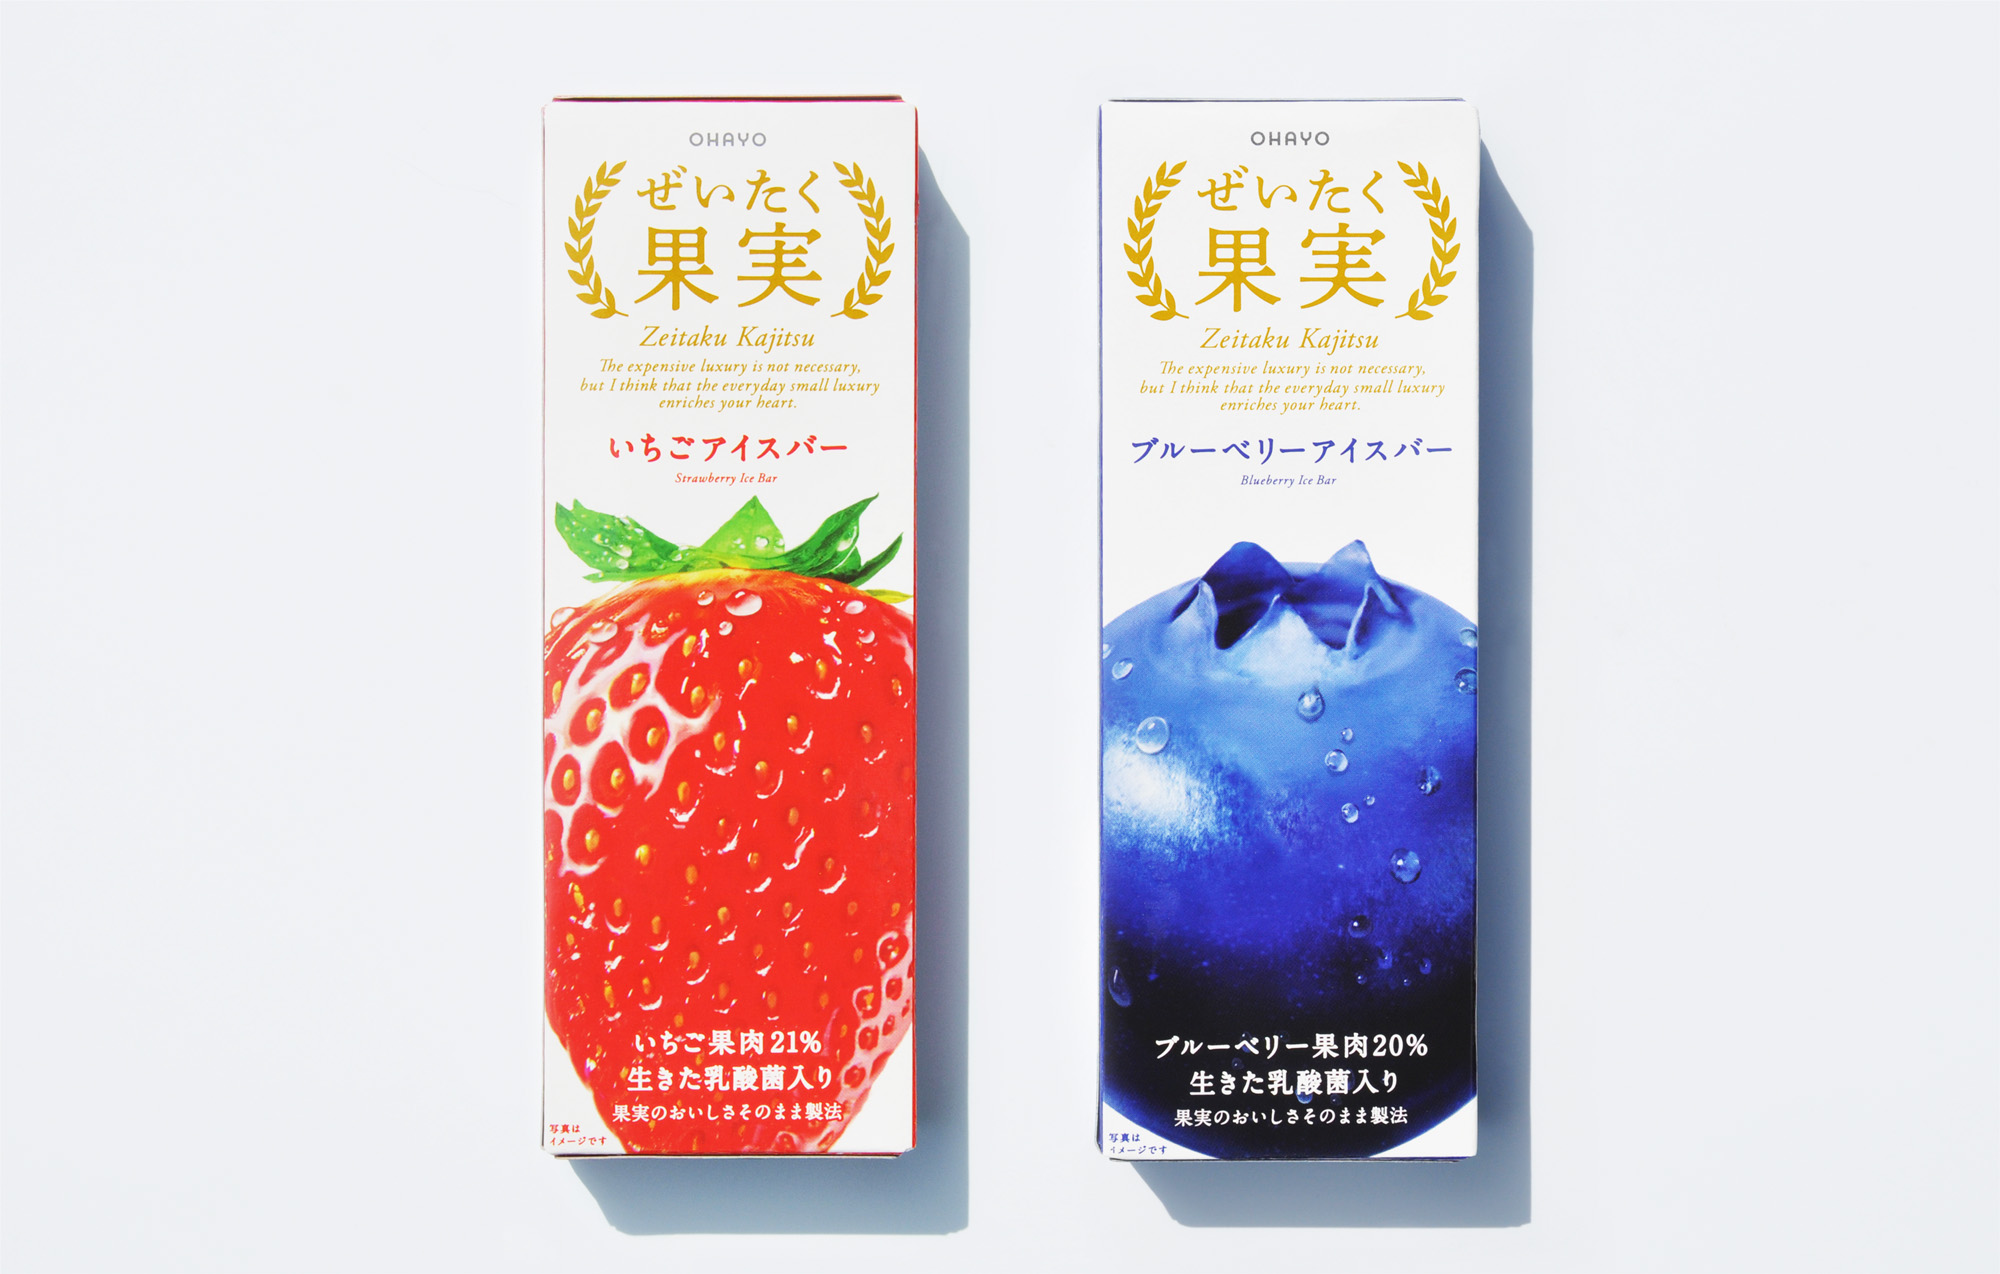 OHAYO
ぜいたく
果実
Zeitaku Kajitsu
The expensive luxury is not necessary,
but I think that the everyday small luxury
enriches your heart.
いちごアイスバー
Strawberry Ice Bar
いちご果肉21%
生きた乳酸菌入り
果実のおいしさそのまま製法
写真は
イメージです
OHAYO
ぜいたく
果実
Zeitaku Kajitsu
The expensive luxury is not necessary,
but I think that the everyday small luxury
enriches your heart.
ブルーベリーアイスバー
Blueberry Ice Bar
ブルーベリー果肉20%
生きた乳酸菌入り
果実のおいしさそのまま製法
写真は
イメージです